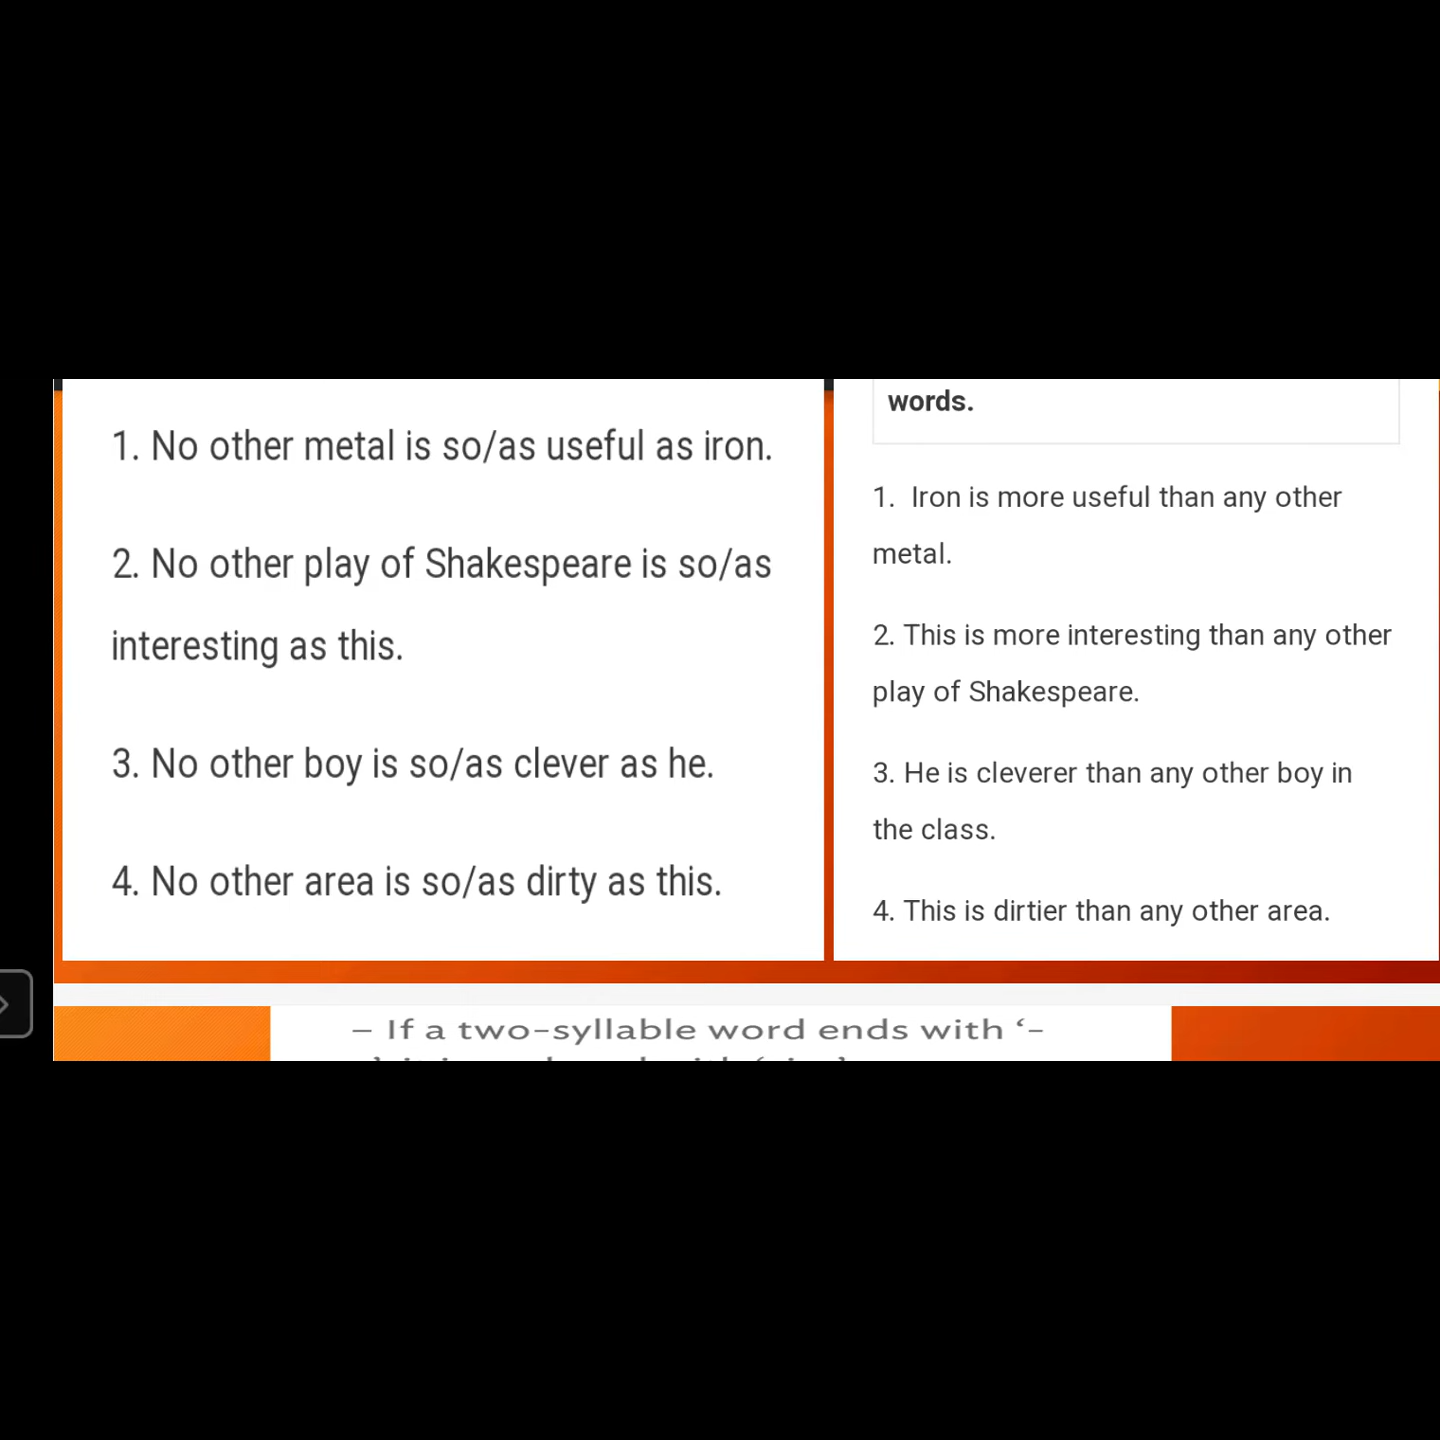 1. No other metal is so/as useful as iron.
2. No other play of Shakespeare is so/as
interesting as this.
3. No other boy is so/as clever as he.
4. No other area is so/as dirty as this.
words.
1. Iron is more useful than any other
metal.
2. This is more interesting than any other
play of Shakespeare.
3. He is cleverer than any other boy in
the class.
4. This is dirtier than any other area.
– If a two-syllable word ends with ‘-